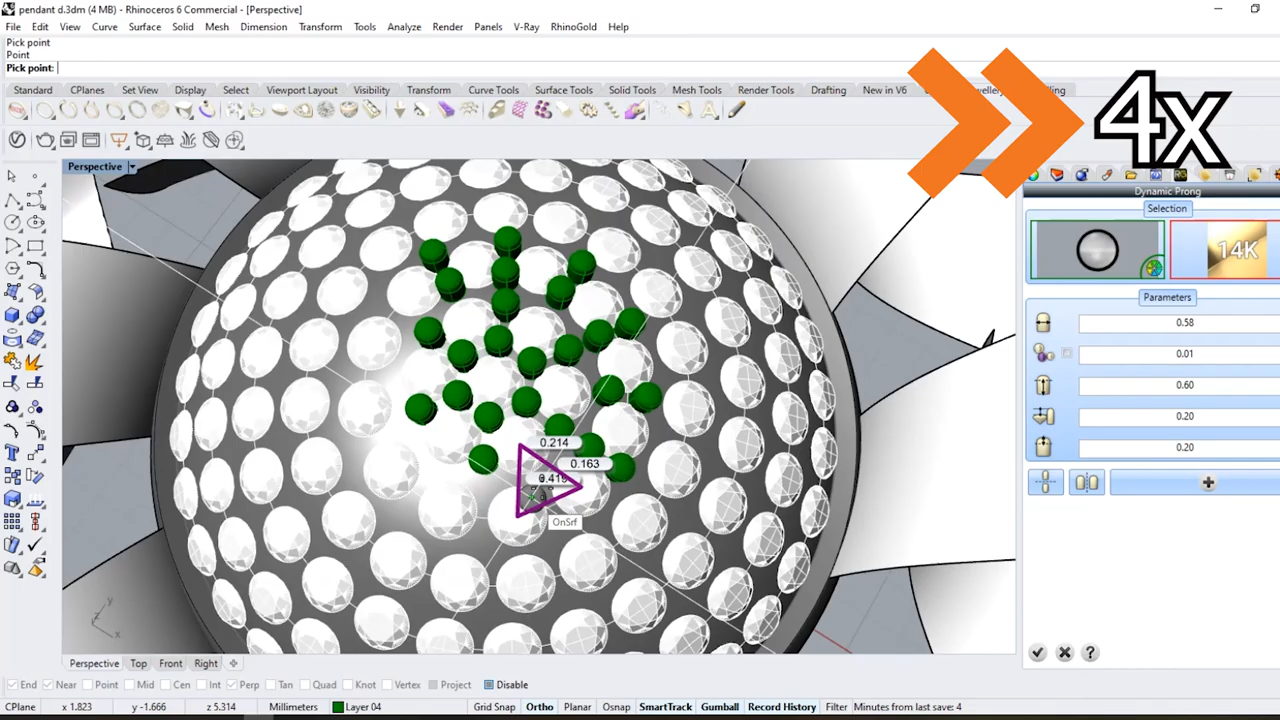 pendant d.3dm (4 MB) - Rhinoceros 6 Commercial - [Perspective]
File Edit View Curve Surface Solid Mesh Dimension Transform Tools Analyze Render Panels V-Ray RhinoGold Help
Pick point
Point
Pick point:
4x
Standard CPlanes Set View Display Select Viewport Layout Visibility Transform Curve Tools Surface Tools Solid Tools Mesh Tools Render Tools Drafting New in V6
Perspective
Dynamic Prong
Selection
14K
Parameters
0.58
0.01
0.60
0.20
0.20
0.214
0.163
0.419
OnSrf
y
z
x
Perspective Top Front Right
End Near Point Mid Cen Int Perp Tan Quad Knot Vertex Project Disable
CPlane x 1.823 y -1.666 z 5.314 Millimeters Layer 04 Grid Snap Ortho Planar Osnap SmartTrack Gumball Record History Filter Minutes from last save: 4